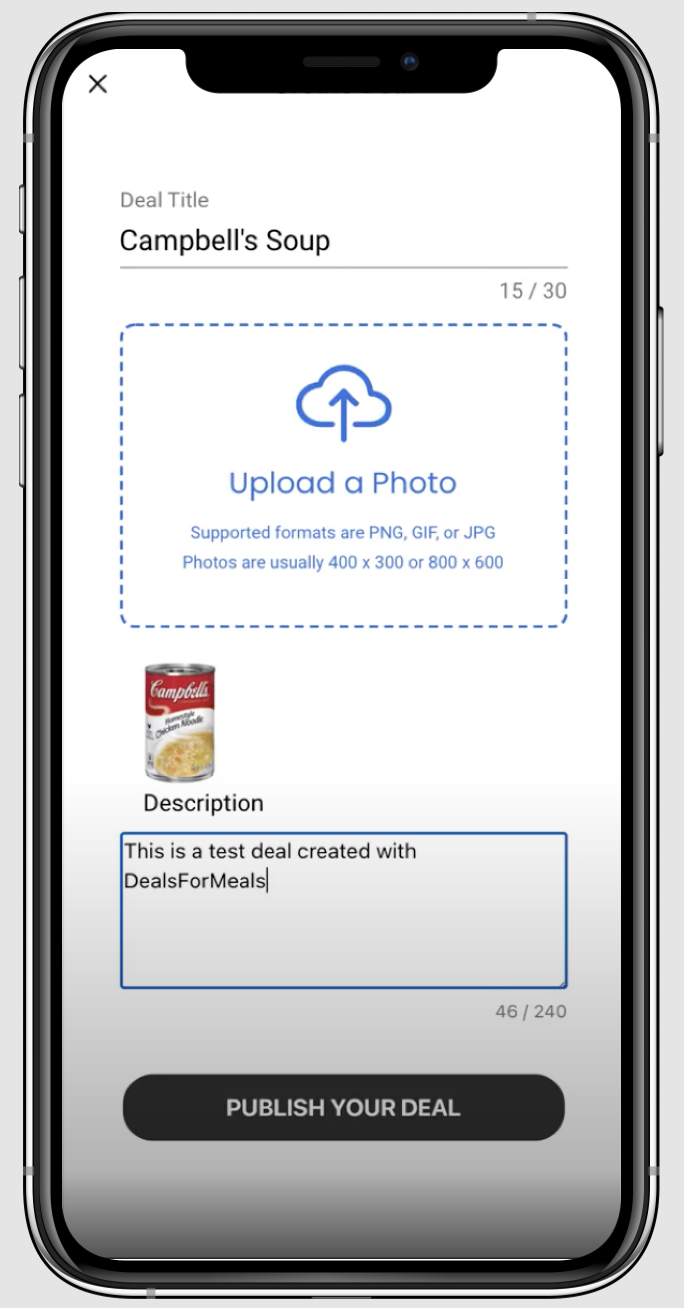 Deal Title
Campbell's Soup
15 / 30
Upload a Photo
Supported formats are PNG, GIF, or JPG
Photos are usually 400 x 300 or 800 x 600
Campbell's
Homestyle
Chicken Noodle
Description
This is a test deal created with
DealsForMeals
46 / 240
PUBLISH YOUR DEAL